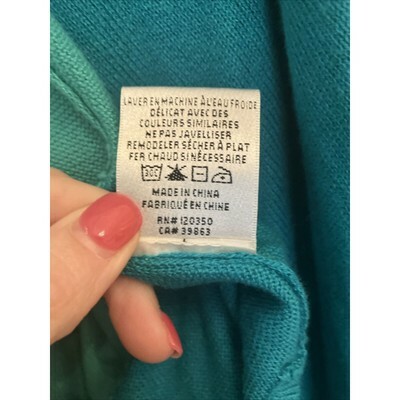 LAVER EN MACHINE À L'EAU FROIDE
DÉLICAT AVEC DES
COULEURS SIMILAIRES
NE PAS JAVELLISER
REMODELER SÉCHER À PLAT
FER CHAUD SI NÉCESSAIRE
MADE IN CHINA
FABRIQUÉ EN CHINE
RN# 120350
CA# 39863